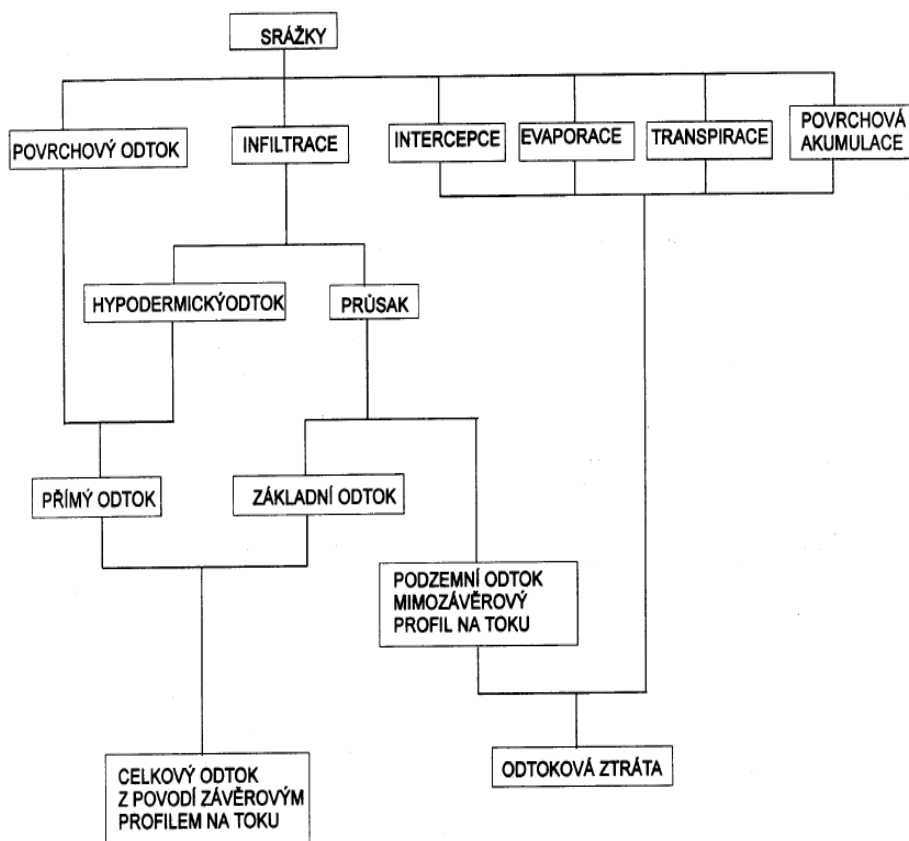 SRÁŽKY
POVRCHOVÝ ODTOK
INFILTRACE
INTERCEPCE
EVAPORACE
TRANSPIRACE
POVRCHOVÁ
AKUMULACE
HYPODERMICKÝODTOK
PRŮSAK
PŘÍMÝ ODTOK
ZÁKLADNÍ ODTOK
PODZEMNÍ ODTOK
MIMOZÁVĚROVÝ
PROFIL NA TOKU
CELKOVÝ ODTOK
Z POVODÍ ZÁVĚROVÝM
PROFILEM NA TOKU
ODTOKOVÁ ZTRÁTA